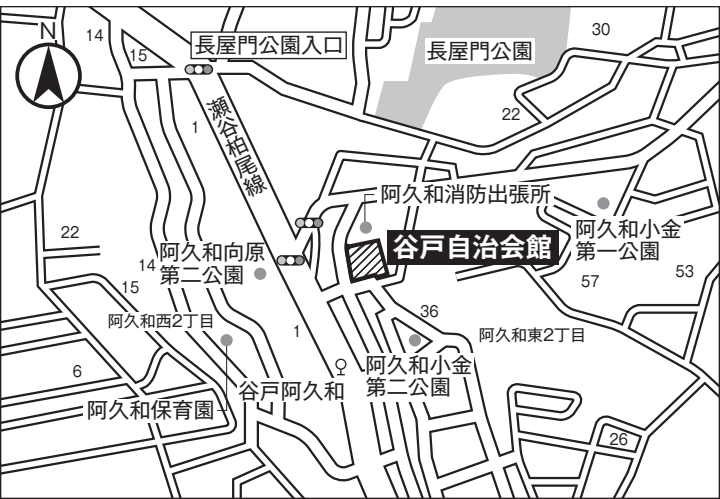 N
14
15
長屋門公園入口
長屋門公園
30
22
1
瀬谷柏尾線
阿久和消防出張所
谷戸自治会館
阿久和小金
第一公園
57
53
22
14
15
阿久和向原
第二公園
阿久和西2丁目
1
36
阿久和東2丁目
阿久和小金
第二公園
谷戸阿久和
6
阿久和保育園
26